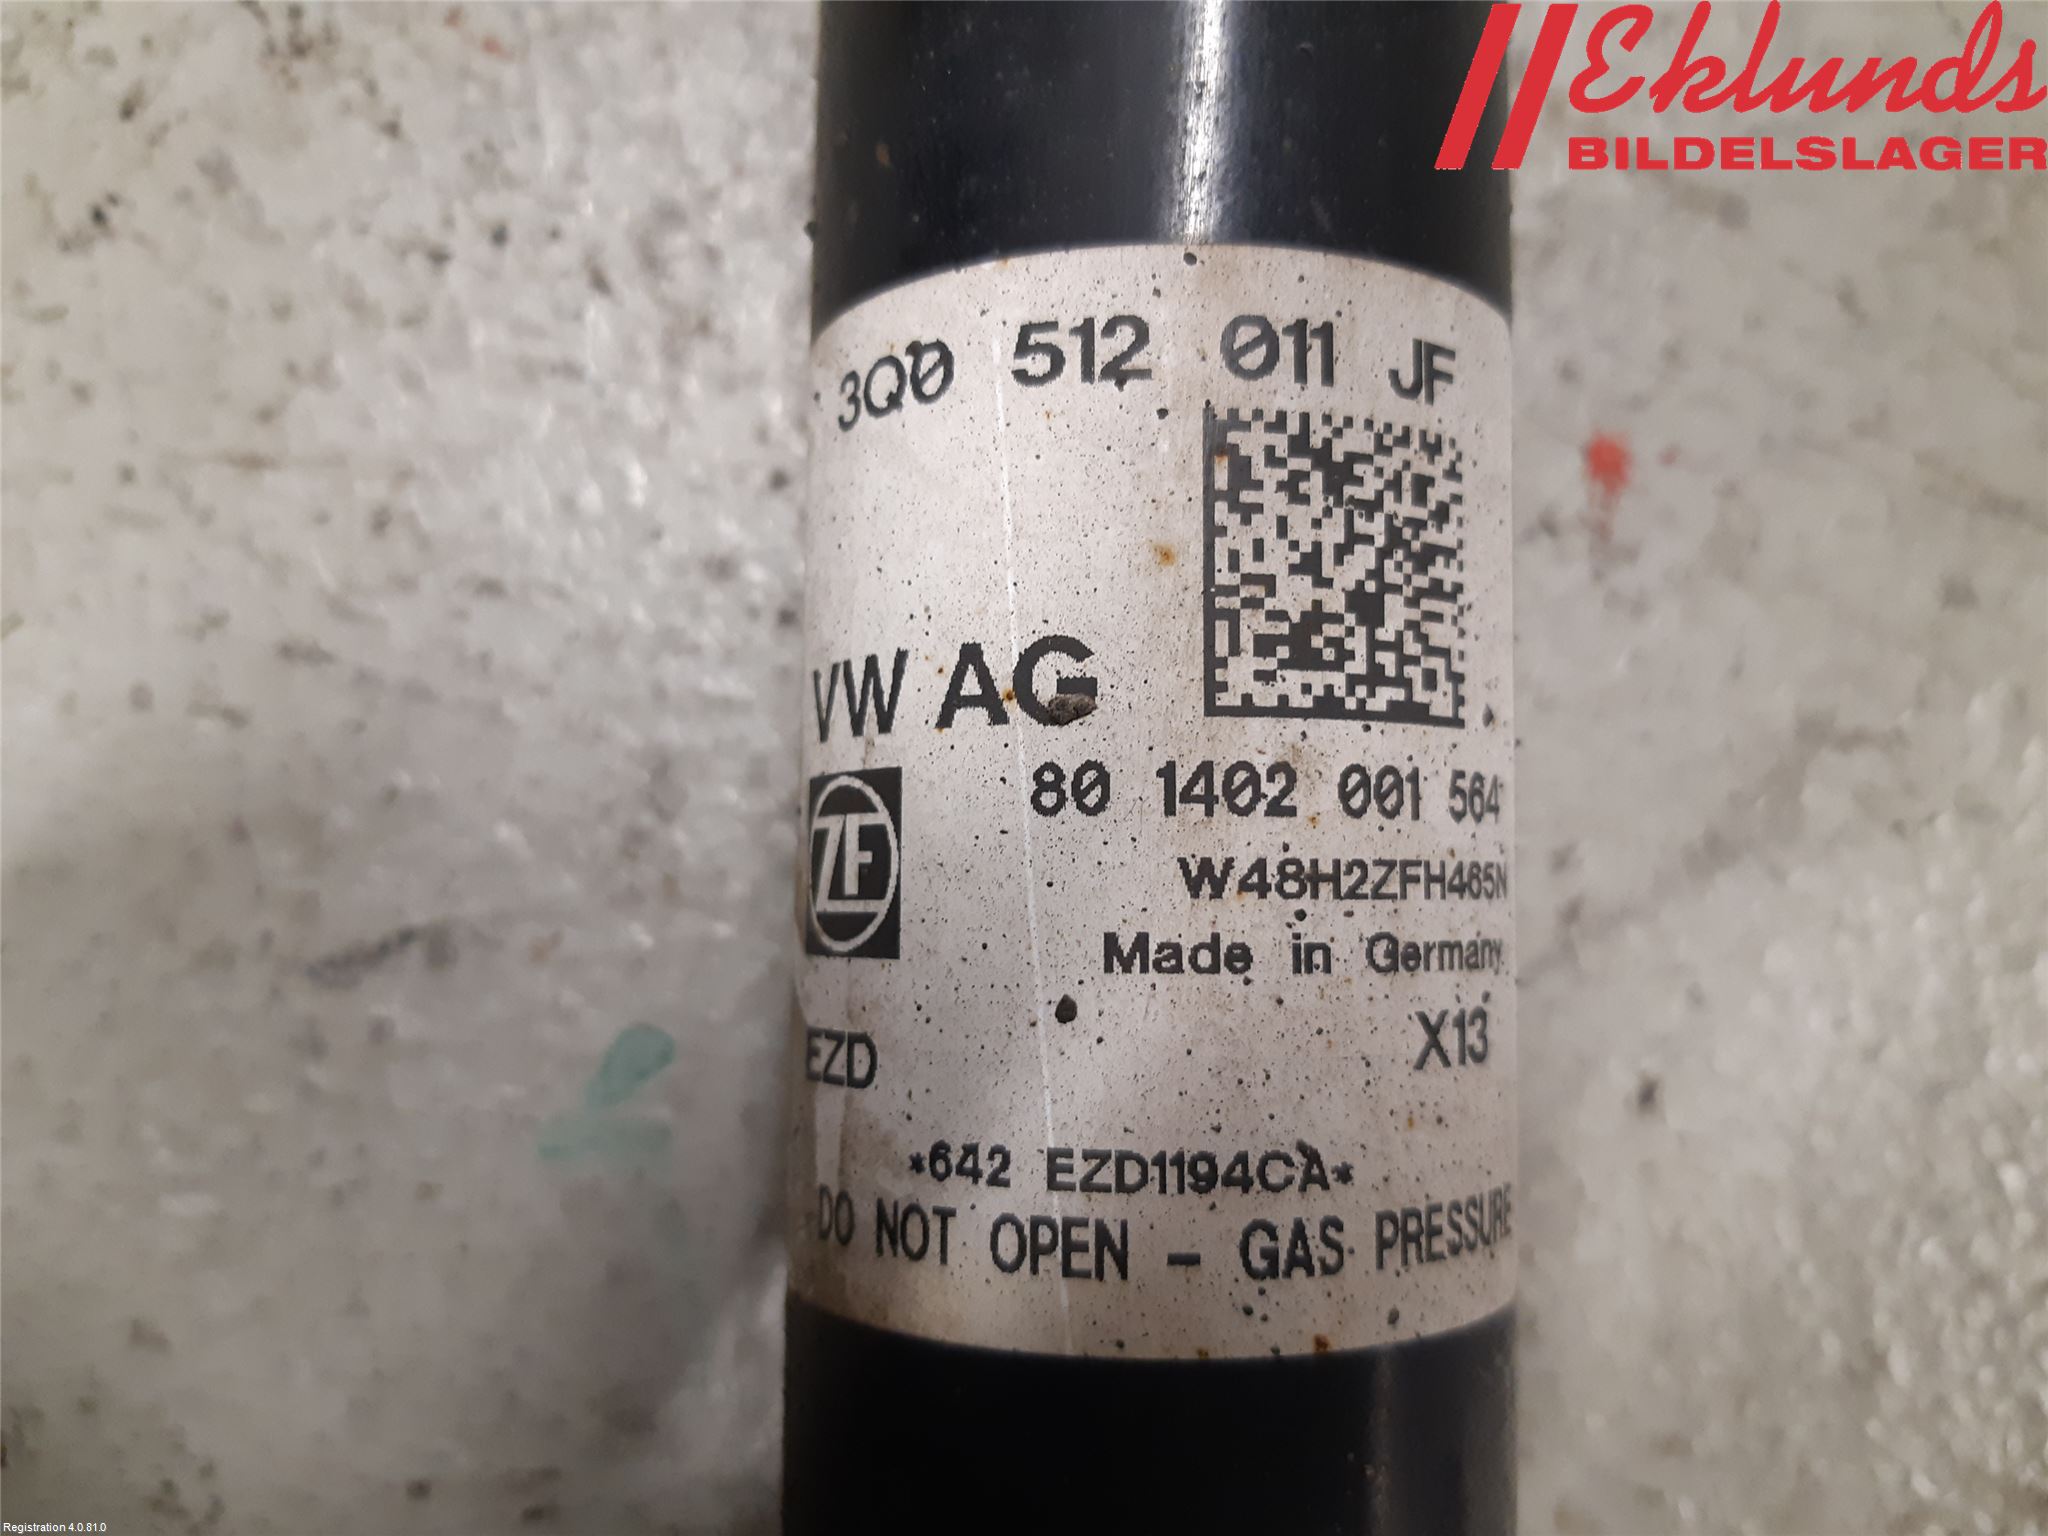 Eklunds
BILDELSLAGER
3Q0 512 011 JF
VW AG
80 1402 001 564
ZF
W48H2ZFH465N
Made in Germany
X13
EZD
*642 EZD1194CA*
DO NOT OPEN - GAS PRESSURE
Registration 4.0.81.0